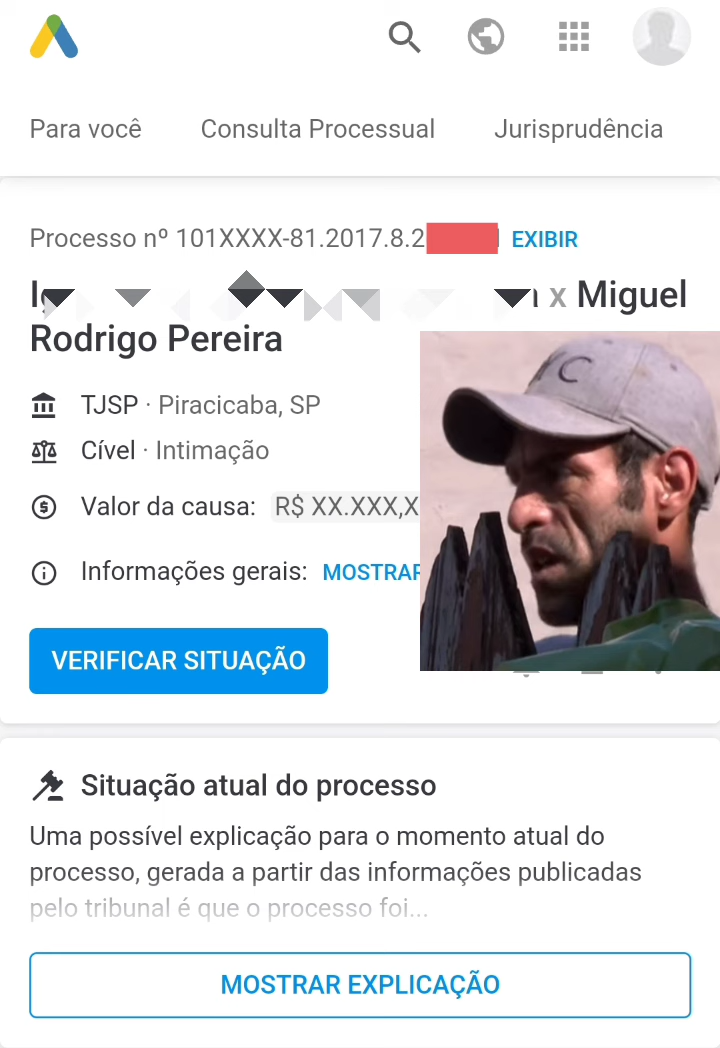 Para você Consulta Processual Jurisprudência
Processo nº 101XXXX-81.2017.8.2 EXIBIR
x Miguel
Rodrigo Pereira
TJSP · Piracicaba, SP
Cível · Intimação
Valor da causa: R$ XX.XXX,X
Informações gerais: MOSTRAR
VERIFICAR SITUAÇÃO
Situação atual do processo
Uma possível explicação para o momento atual do
processo, gerada a partir das informações publicadas
pelo tribunal é que o processo foi...
MOSTRAR EXPLICAÇÃO